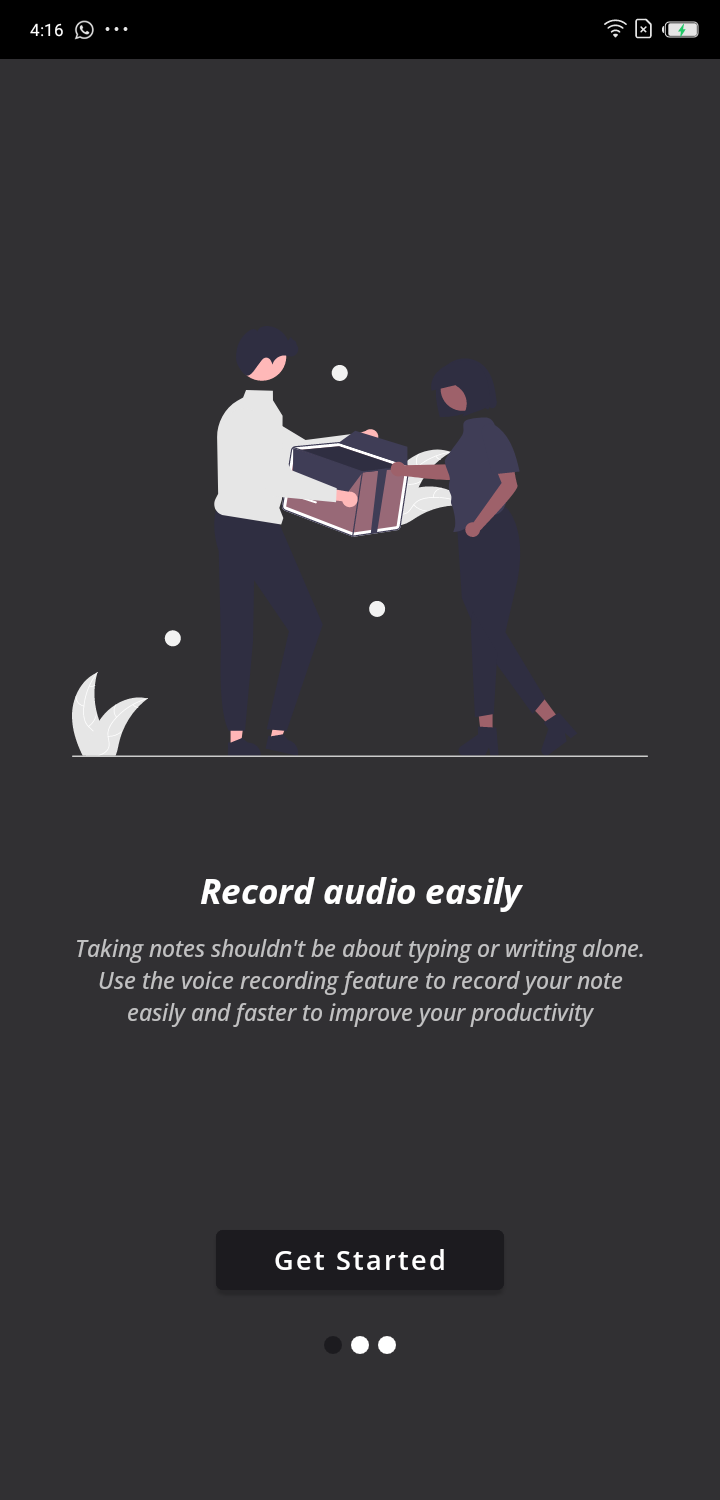 4:16
Record audio easily
Taking notes shouldn't be about typing or writing alone.
Use the voice recording feature to record your note
easily and faster to improve your productivity
Get Started